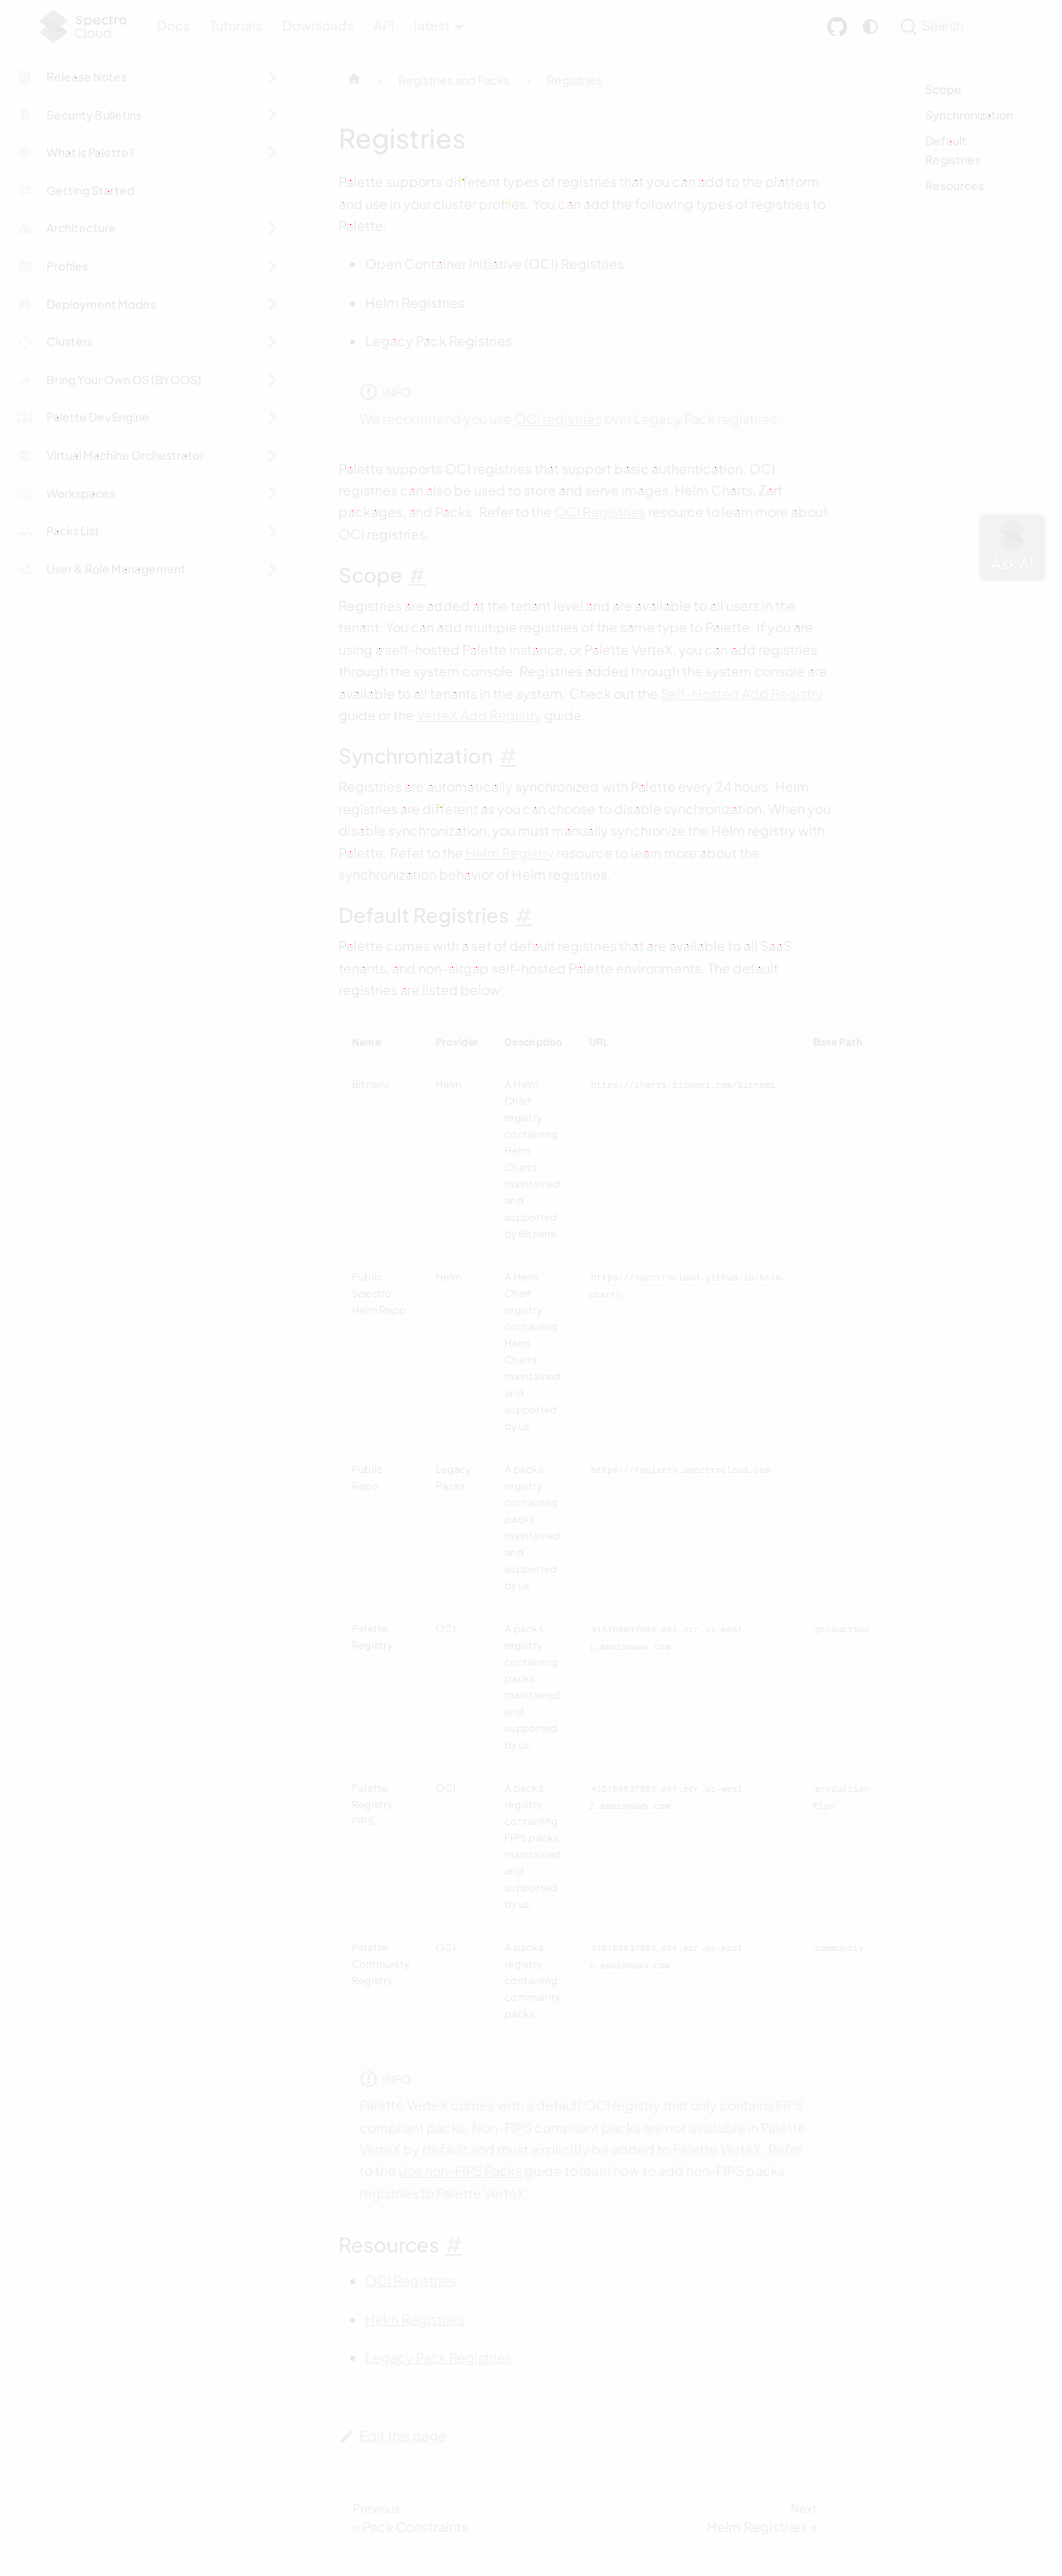 Spectro
Cloud
Docs
Tutorials
Downloads
API
latest
Search
Release Notes
Security Bulletins
What is Palette?
Getting Started
Architecture
Profiles
Deployment Modes
Clusters
Bring Your Own OS (BYOOS)
Palette Dev Engine
Virtual Machine Orchestrator
Workspaces
Packs List
User & Role Management
Registries and Packs
Registries
Registries
Palette supports different types of registries that you can add to the platform
and use in your cluster profiles. You can add the following types of registries to
Palette:
Open Container Initiative (OCI) Registries
Helm Registries
Legacy Pack Registries
INFO
We recommend you use OCI registries over Legacy Pack registries.
Palette supports OCI registries that support basic authentication. OCI
registries can also be used to store and serve images, Helm Charts, Zarf
packages, and Packs. Refer to the OCI Registries resource to learn more about
OCI registries.
Scope #
Registries are added at the tenant level and are available to all users in the
tenant. You can add multiple registries of the same type to Palette. If you are
using a self-hosted Palette instance, or Palette VerteX, you can add registries
through the system console. Registries added through the system console are
available to all tenants in the system. Check out the Self-Hosted Add Registry
guide or the VerteX Add Registry guide.
Synchronization #
Registries are automatically synchronized with Palette every 24 hours. Helm
registries are different as you can choose to disable synchronization. When you
disable synchronization, you must manually synchronize the Helm registry with
Palette. Refer to the Helm Registry resource to learn more about the
synchronization behavior of Helm registries.
Default Registries #
Palette comes with a set of default registries that are available to all SaaS
tenants, and non-airgap self-hosted Palette environments. The default
registries are listed below.
Name Provider Description URL Base Path
Bitnami Helm A Helm https://charts.bitnami.com/bitnami -
Chart
registry
containing
Helm
Charts
maintained
and
supported
by Bitnami.
Public Helm A Helm https://spectrocloud.github.io/helm- -
Spectro Chart charts
Helm Repo registry
containing
Helm
Charts
maintained
and
supported
by us.
Public Legacy A packs https://registry.spectrocloud.com -
Repo Packs registry
containing
packs
maintained
and
supported
by us.
Palette OCI A packs 415789037893.dkr.ecr.us-east- production
Registry registry 1.amazonaws.com
containing
packs
maintained
and
supported
by us.
Palette OCI A packs 415789037893.dkr.ecr.us-west- production-
Registry registry 2.amazonaws.com fips
FIPS containing
FIPS packs
maintained
and
supported
by us.
Palette OCI A packs 415789037893.dkr.ecr.us-east- community
Community registry 1.amazonaws.com
Registry containing
community
packs.
INFO
Palette VerteX comes with a default OCI registry that only contains FIPS
compliant packs. Non-FIPS compliant packs are not available in Palette
VerteX by default and must explicitly be added to Palette VerteX. Refer
to the Use non-FIPS Packs guide to learn how to add non-FIPS packs
registries to Palette VerteX.
Resources #
OCI Registries
Helm Registries
Legacy Pack Registries
Edit this page
Previous
« Pack Constraints
Next
Helm Registries »
Scope
Synchronization
Default
Registries
Resources
Ask AI